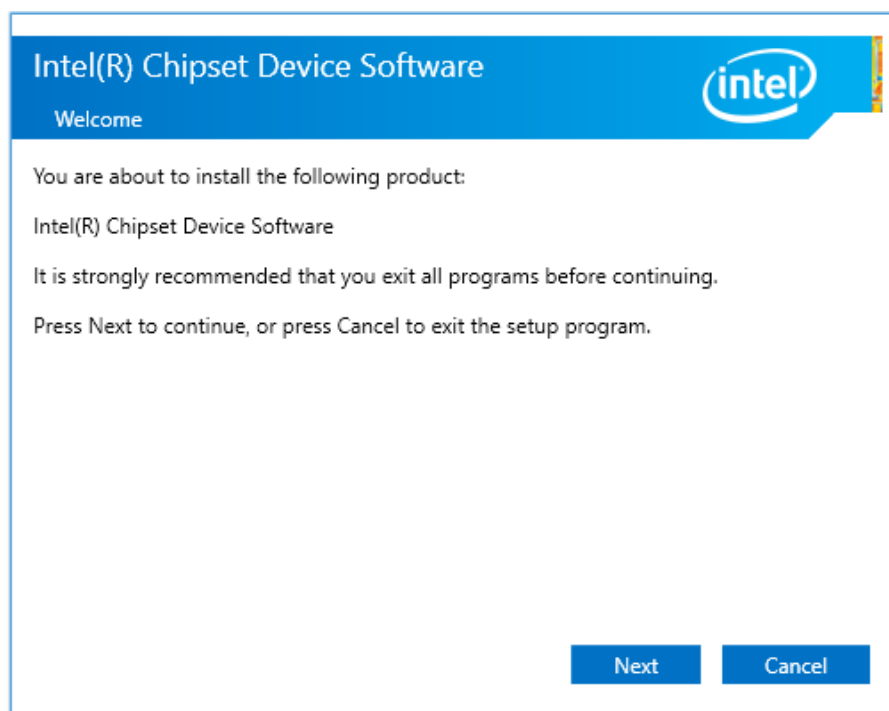 Intel(R) Chipset Device Software
intel
Welcome
You are about to install the following product:
Intel(R) Chipset Device Software
It is strongly recommended that you exit all programs before continuing.
Press Next to continue, or press Cancel to exit the setup program.
Next
Cancel